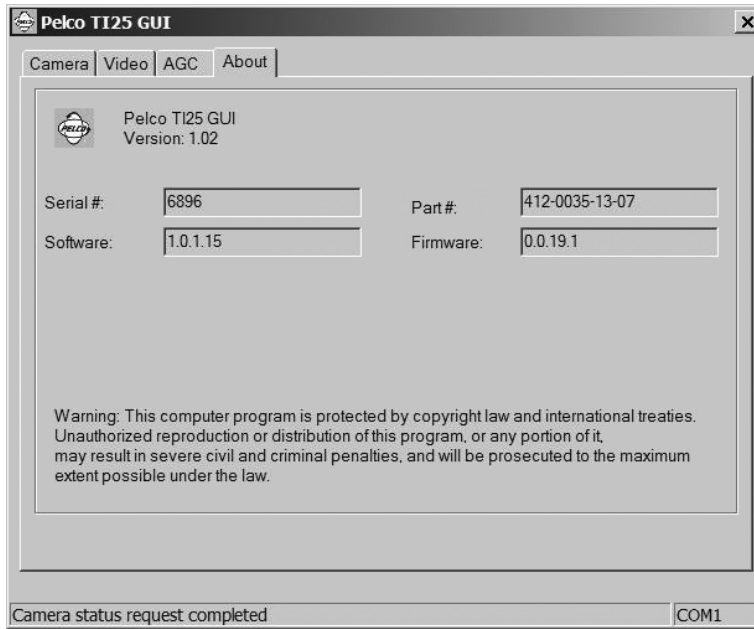 Pelco TI25 GUI
Camera Video AGC About
PELCO
Pelco TI25 GUI
Version: 1.02
Serial #: 6896 Part #: 412-0035-13-07
Software: 1.0.1.15 Firmware: 0.0.19.1
Warning: This computer program is protected by copyright law and international treaties.
Unauthorized reproduction or distribution of this program, or any portion of it,
may result in severe civil and criminal penalties, and will be prosecuted to the maximum
extent possible under the law.
Camera status request completed COM1